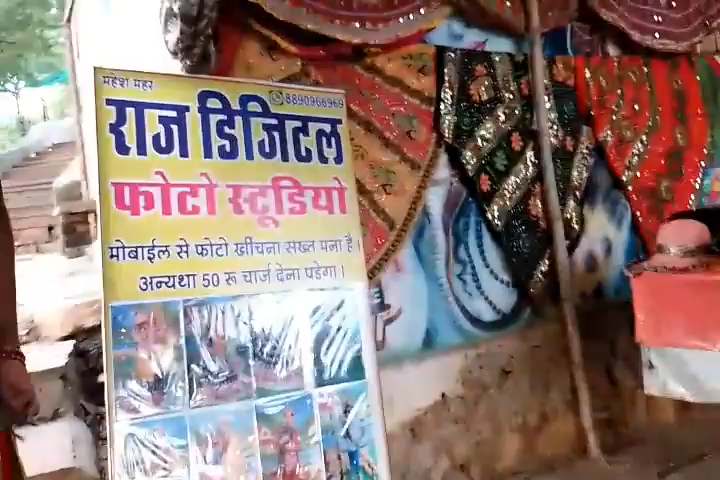 महेश महर
8890966969
राज डिजिटल
फोटो स्टूडियो
मोबाईल से फोटो खींचना सख्त मना है।
अन्यथा 50 रू चार्ज देना पडेगा।